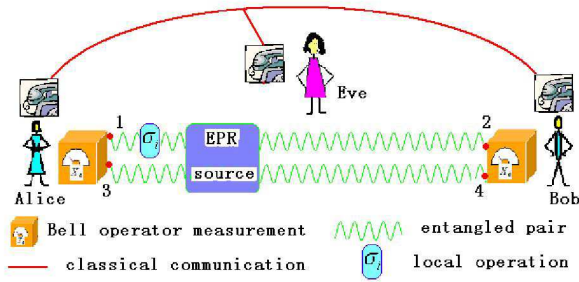 Eve
1
σi
EPR
source
2
3
4
Alice
Bob
Bell operator measurement
entangled pair
classical communication
σi
local operation